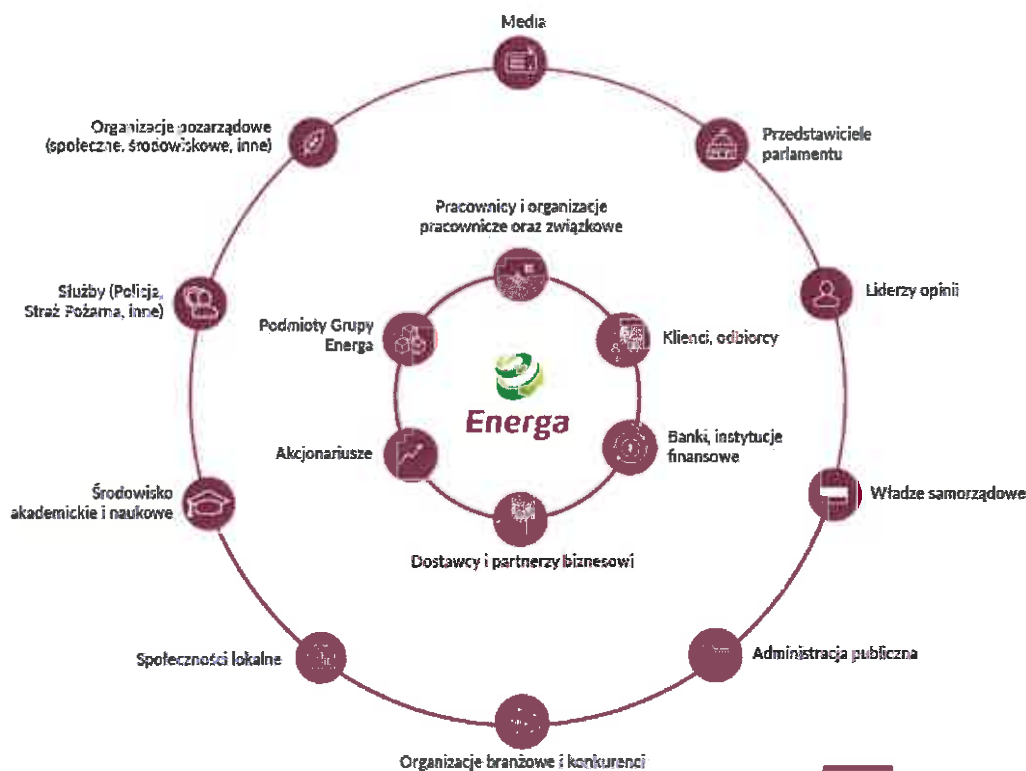 Media
Organizacje pozarządowe
(społeczne, środowiskowe, inne)
Przedstawiciele
parlamentu
Pracownicy i organizacje
pracownicze oraz związkowe
Służby (Policja,
Straż Pożarna, inne)
Liderzy opinii
Podmioty Grupy
Energa
Klienci, odbiorcy
Energa
Akcjonariusze
Banki, instytucje
finansowe
Środowisko
akademickie i naukowe
Władze samorządowe
Dostawcy i partnerzy biznesowi
Społeczności lokalne
Administracja publiczna
Organizacje branżowe i konkurenci